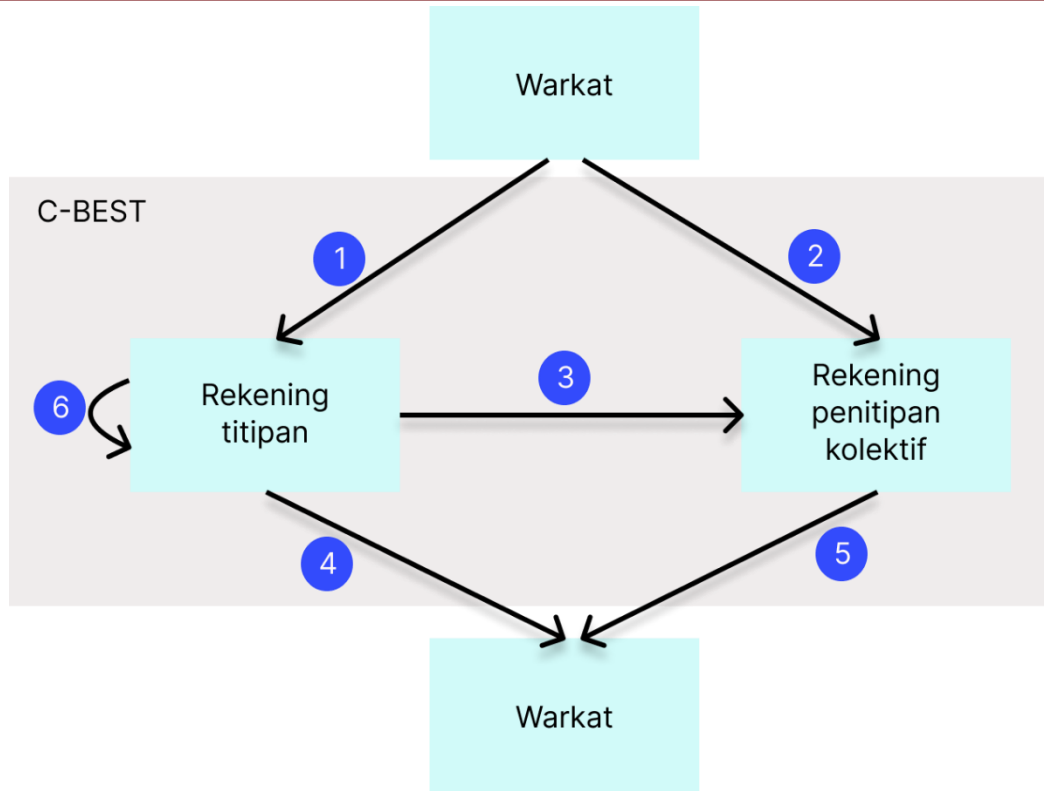 Warkat
C-BEST
1
2
Rekening
titipan
3
Rekening
penitipan
kolektif
6
4
5
Warkat